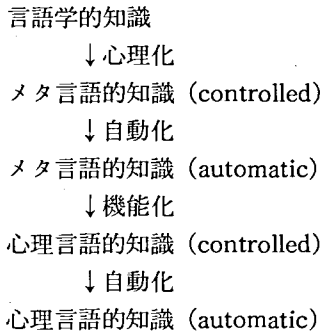 言語学的知識
↓心理化
メタ言語的知識（controlled）
↓自動化
メタ言語的知識（automatic）
↓機能化
心理言語的知識（controlled）
↓自動化
心理言語的知識（automatic）